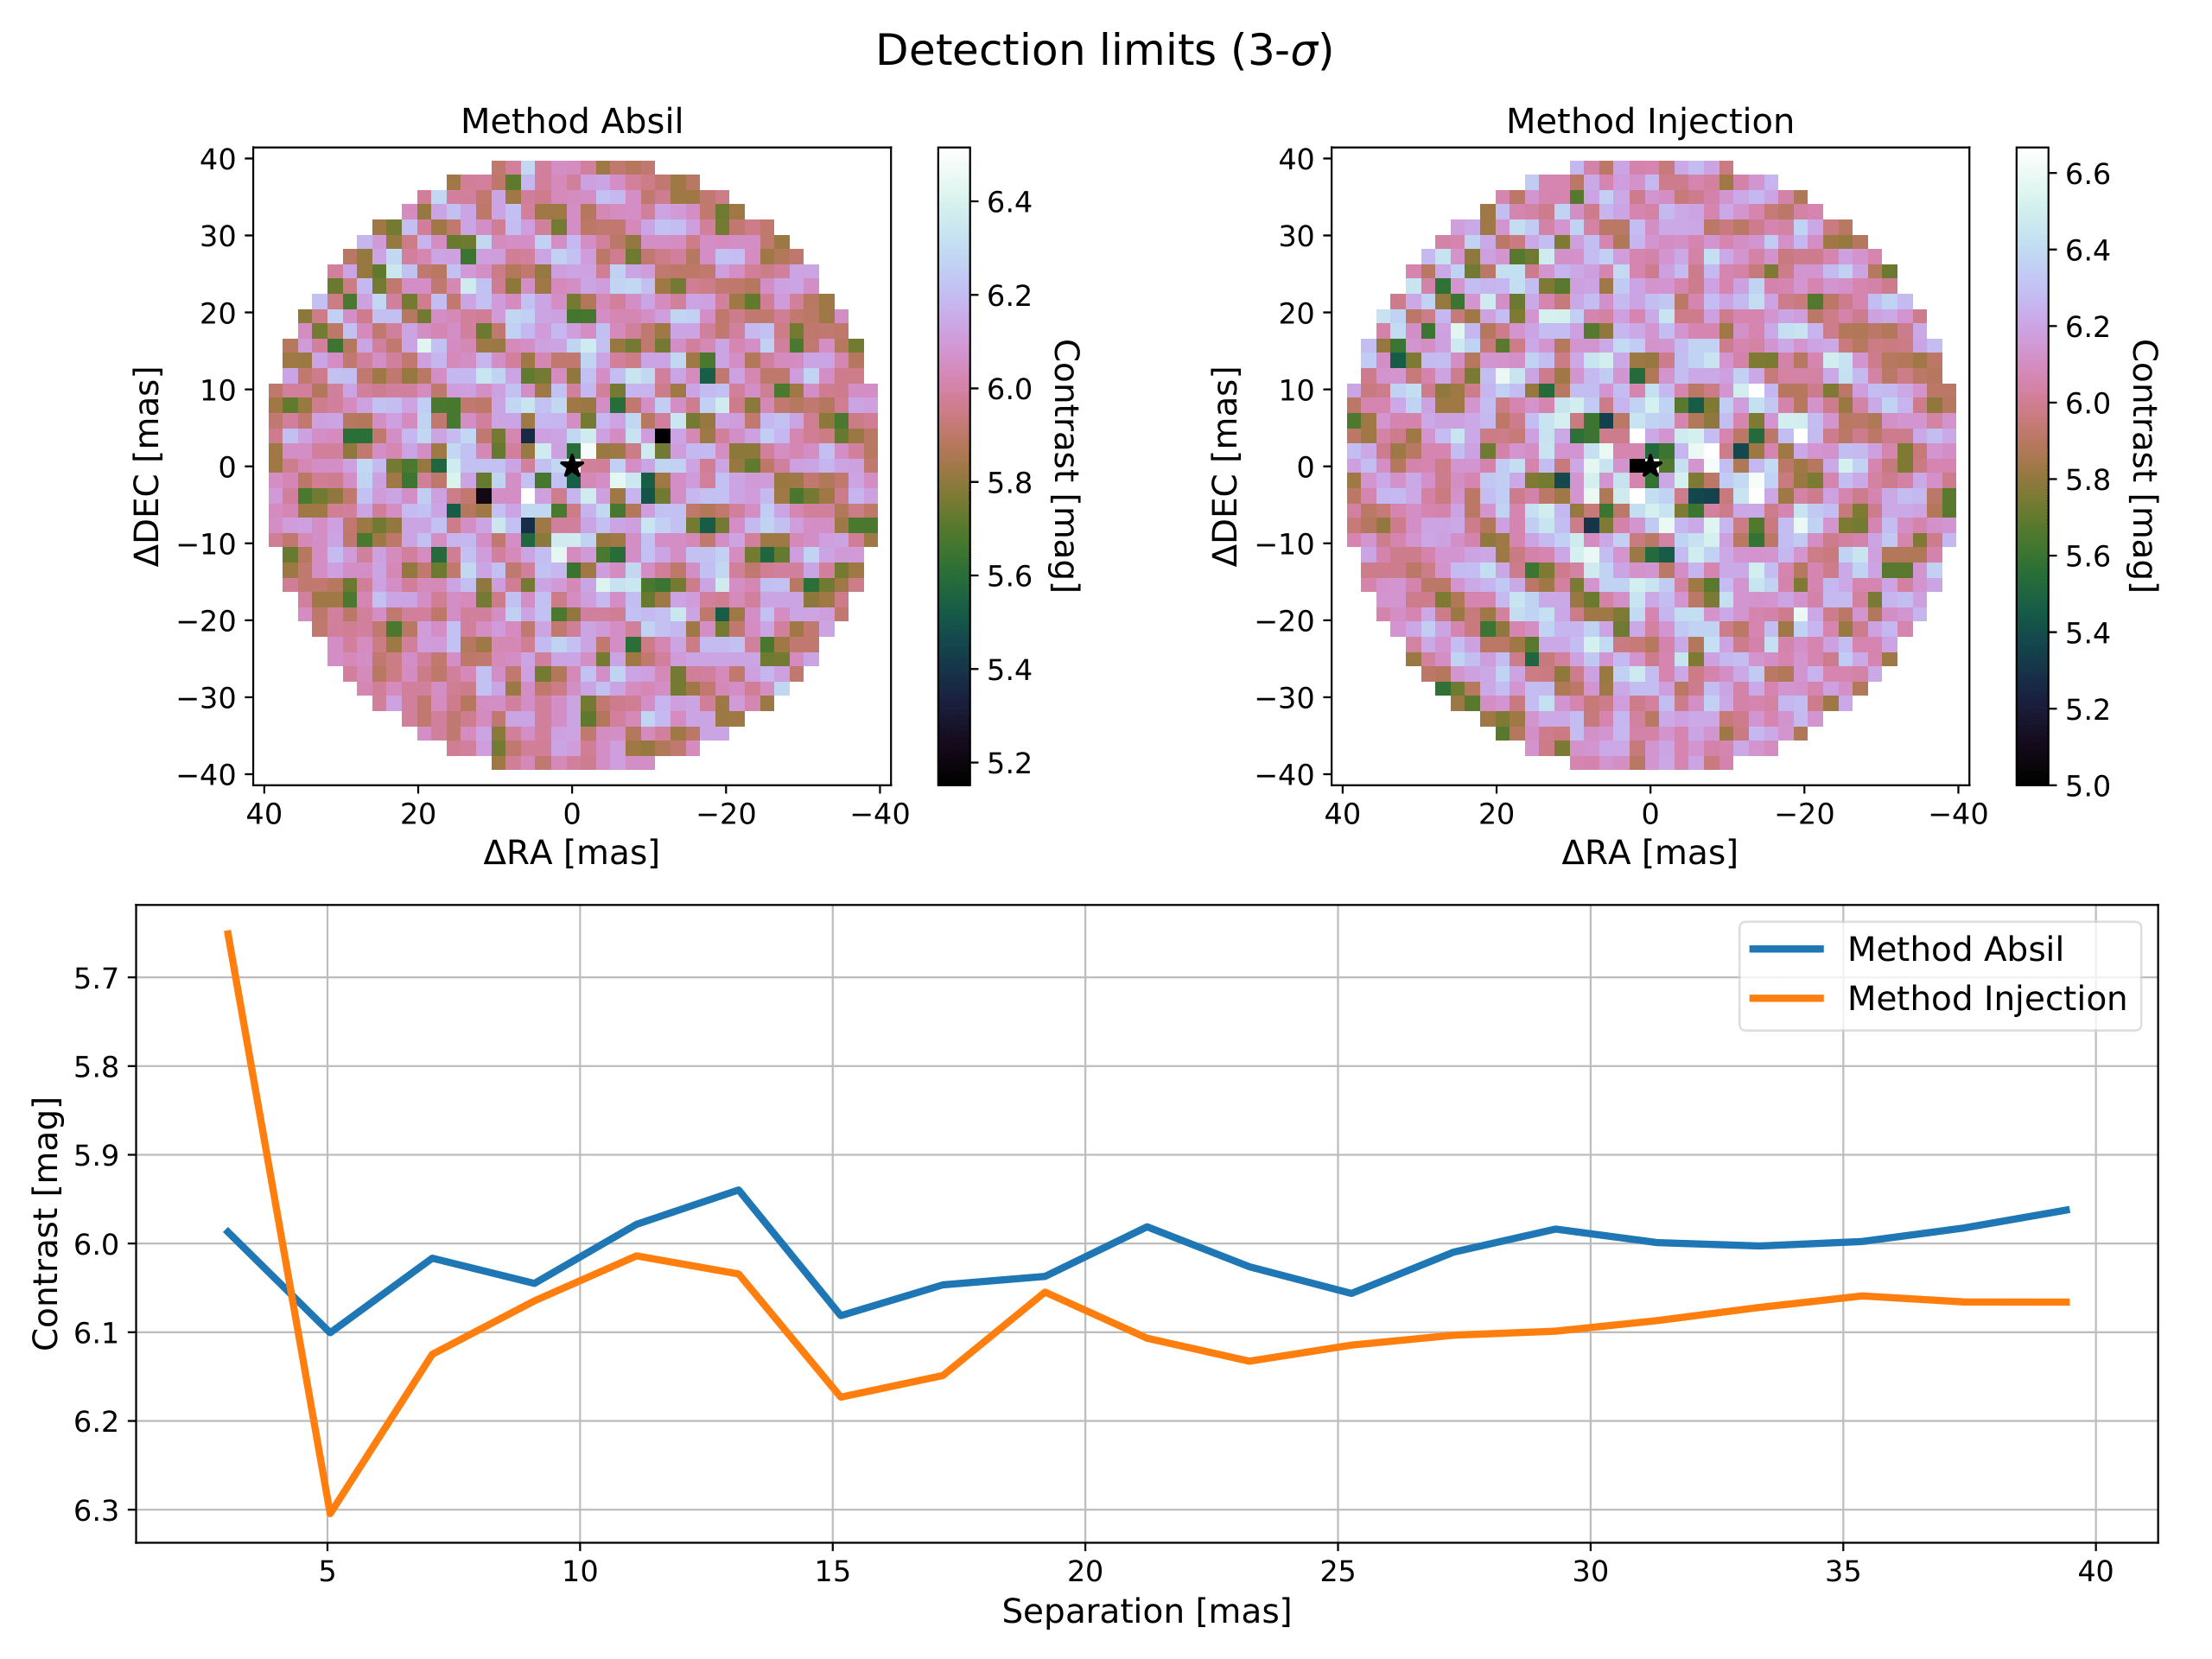 Detection limits (3-σ)
Method Absil
40
30
20
10
0
−10
−20
−30
−40
40 20 0 −20 −40
ΔDEC [mas]
ΔRA [mas]
6.4
6.2
6.0
5.8
5.6
5.4
5.2
Contrast [mag]
Method Injection
40
30
20
10
0
−10
−20
−30
−40
40 20 0 −20 −40
ΔDEC [mas]
ΔRA [mas]
6.6
6.4
6.2
6.0
5.8
5.6
5.4
5.2
5.0
Contrast [mag]
Method Absil
Method Injection
5.7
5.8
5.9
6.0
6.1
6.2
6.3
Contrast [mag]
5 10 15 20 25 30 35 40
Separation [mas]